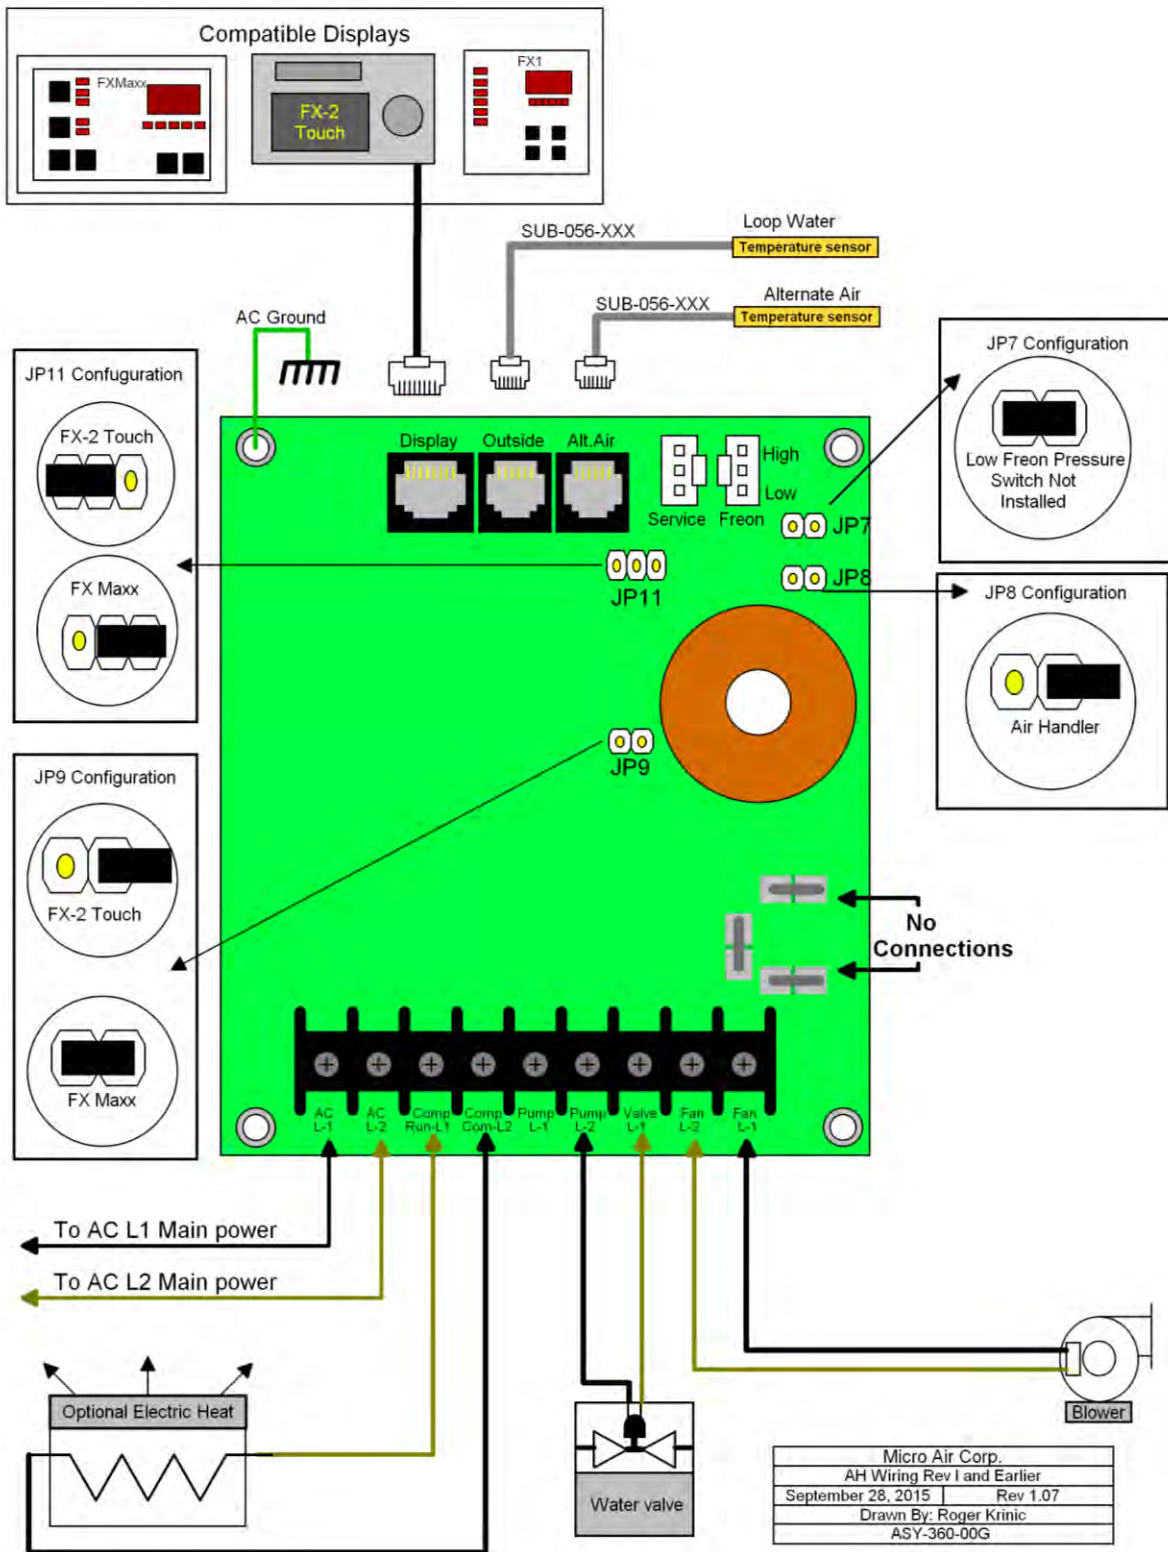 Compatible Displays
FXMaxx
FX-2
Touch
FX1
SUB-056-XXX
Loop Water
Temperature sensor
SUB-056-XXX
Alternate Air
Temperature sensor
AC Ground
JP11 Confuguration
FX-2 Touch
FX Maxx
JP7 Configuration
Low Freon Pressure
Switch Not
Installed
Display
Outside
Alt.Air
High
Low
Service
Freon
JP7
JP8
JP11
JP8 Configuration
Air Handler
JP9
JP9 Configuration
FX-2 Touch
FX Maxx
No
Connections
AC
L-1
AC
L-2
Comp
Run-L1
Comp
Com-L2
Pump
L-1
Pump
L-2
Valve
L-1
Fan
L-2
Fan
L-1
To AC L1 Main power
To AC L2 Main power
Optional Electric Heat
Water valve
Blower
Micro Air Corp.
AH Wiring Rev I and Earlier
September 28, 2015 Rev 1.07
Drawn By: Roger Krinic
ASY-360-00G